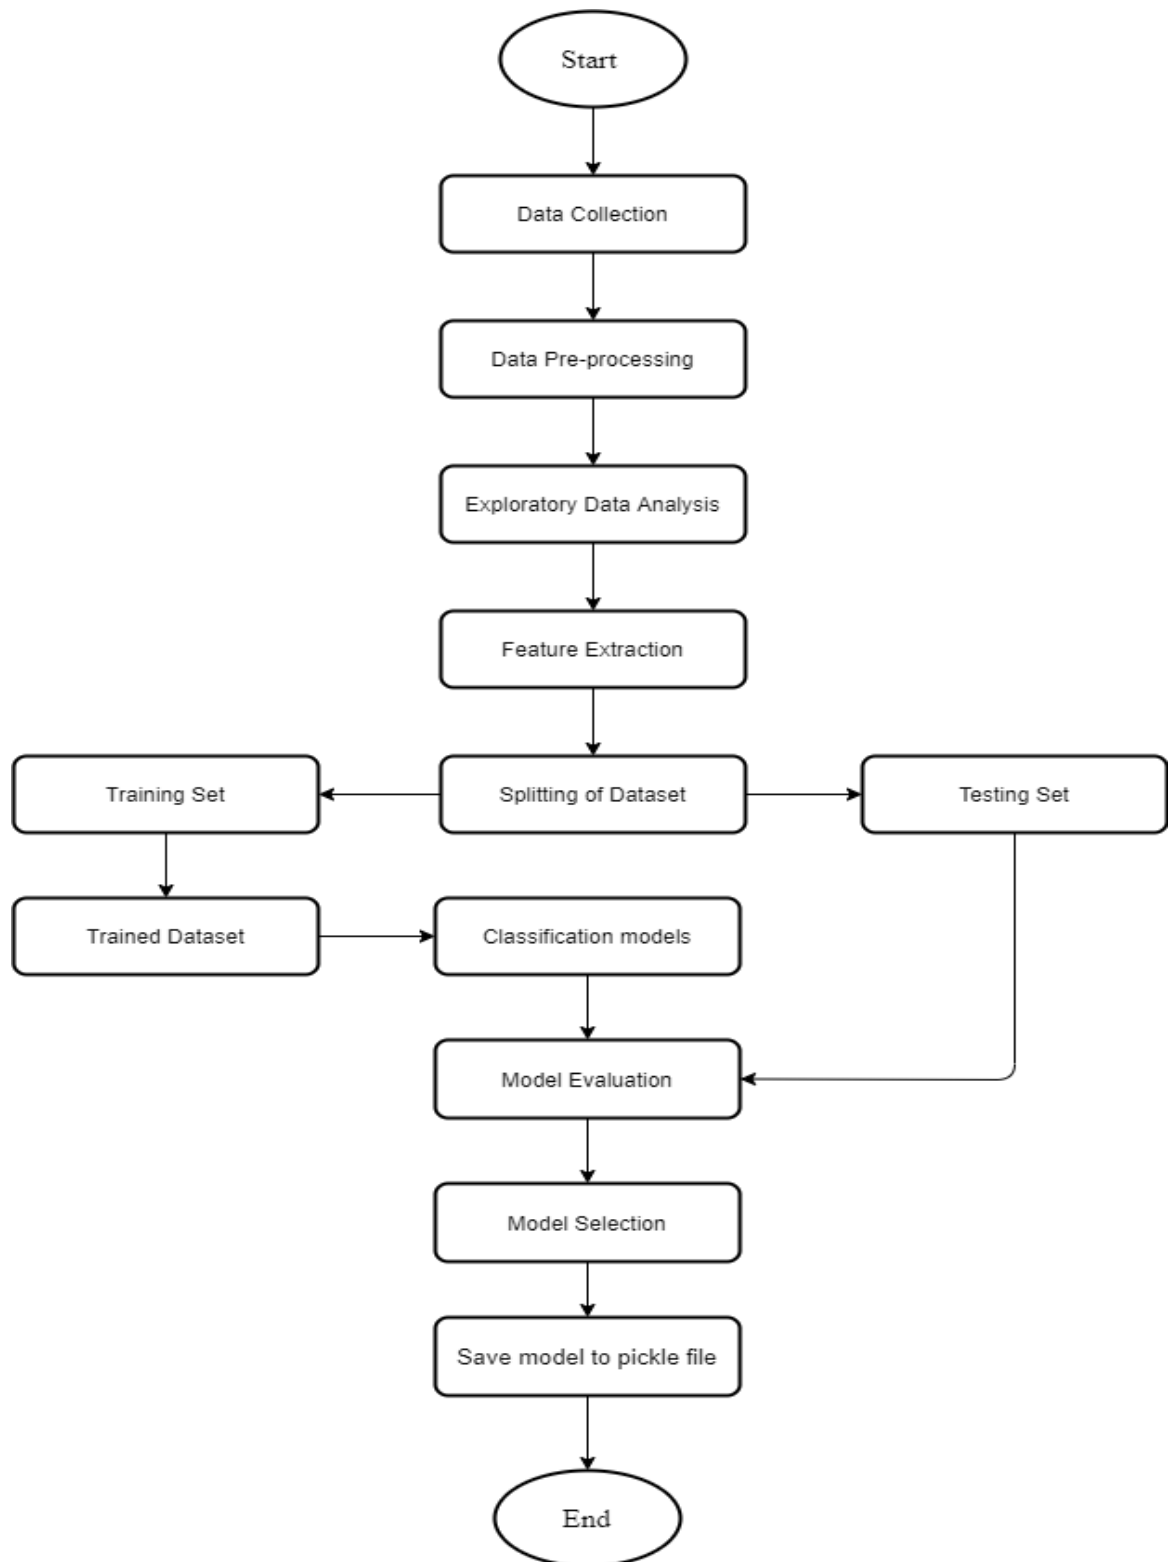 Start
Data Collection
Data Pre-processing
Exploratory Data Analysis
Feature Extraction
Training Set
Splitting of Dataset
Testing Set
Trained Dataset
Classification models
Model Evaluation
Model Selection
Save model to pickle file
End